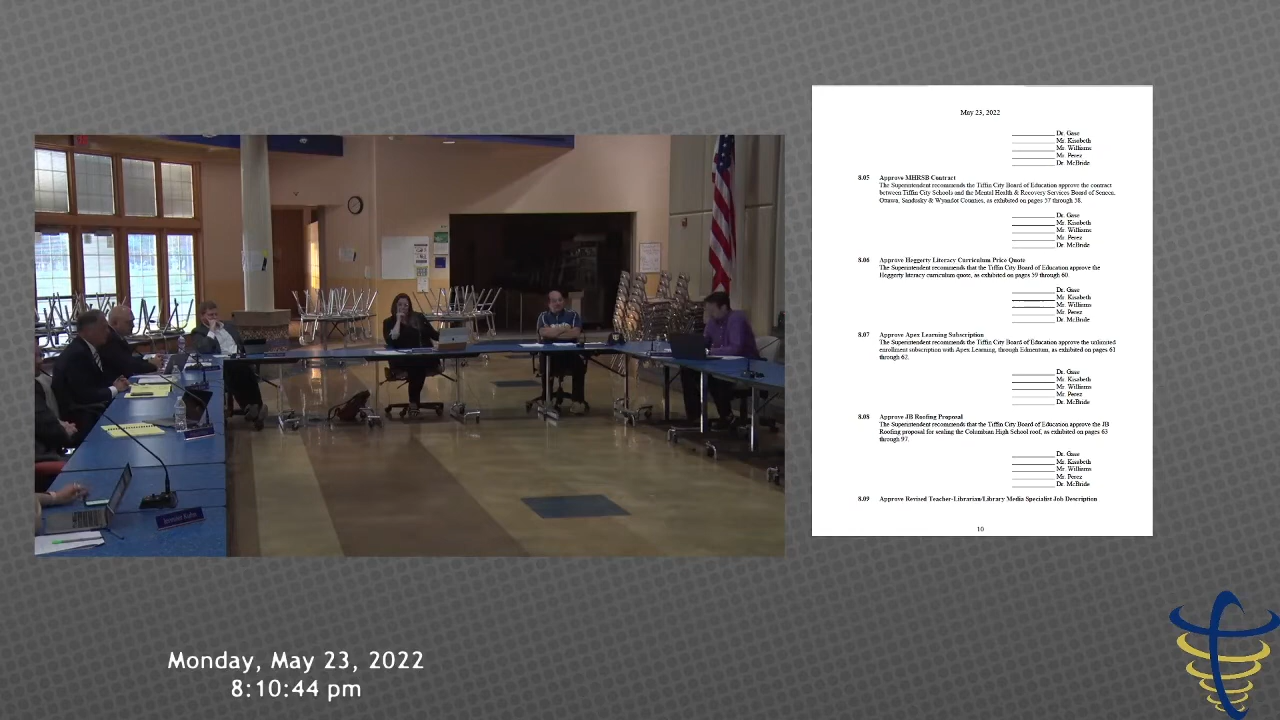 May 23, 2022
Dr. Gase
Mr. Kisabeth
Mr. Williams
Mr. Perez
Dr. McBride
8.05 Approve MHRSB Contract
The Superintendent recommends the Tiffin City Board of Education approve the contract
between Tiffin City Schools and the Mental Health & Recovery Services Board of Seneca,
Ottawa, Sandusky & Wyandot Counties, as exhibited on pages 57 through 58.
Dr. Gase
Mr. Kisabeth
Mr. Williams
Mr. Perez
Dr. McBride
8.06 Approve Heggerty Literacy Curriculum Price Quote
The Superintendent recommends that the Tiffin City Board of Education approve the
Heggerty literacy curriculum quote, as exhibited on pages 59 through 60.
Dr. Gase
Mr. Kisabeth
Mr. Williams
Mr. Perez
Dr. McBride
8.07 Approve Apex Learning Subscription
The Superintendent recommends the Tiffin City Board of Education approve the unlimited
enrollment subscription with Apex Learning, through Edmentum, as exhibited on pages 61
through 62.
Dr. Gase
Mr. Kisabeth
Mr. Williams
Mr. Perez
Dr. McBride
8.08 Approve JB Roofing Proposal
The Superintendent recommends that the Tiffin City Board of Education approve the JB
Roofing proposal for sealing the Columbian High School roof, as exhibited on pages 63
through 97.
Dr. Gase
Mr. Kisabeth
Mr. Williams
Mr. Perez
Dr. McBride
8.09 Approve Revised Teacher-Librarian/Library Media Specialist Job Description
10
Monday, May 23, 2022
8:10:44 pm